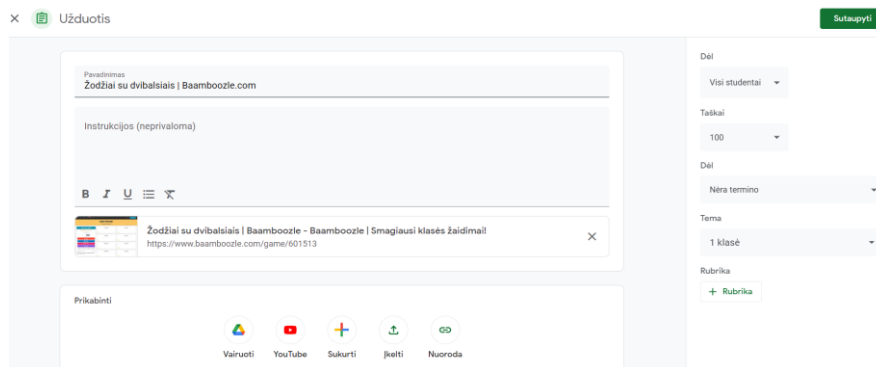 Užduotis
Sutaupyti
Pavadinimas
Žodžiai su dvibalsiais | Baamboozle.com
Instrukcijos (neprivaloma)
B I U
Žodžiai su dvibalsiais | Baamboozle - Baamboozle | Smagiausi klasės žaidimai!
https://www.baamboozle.com/game/601513
Prikabinti
Vairuoti YouTube Sukurti Įkelti Nuoroda
Dėl
Visi studentai
Taškai
100
Dėl
Nėra termino
Tema
1 klasė
Rubrika
+ Rubrika